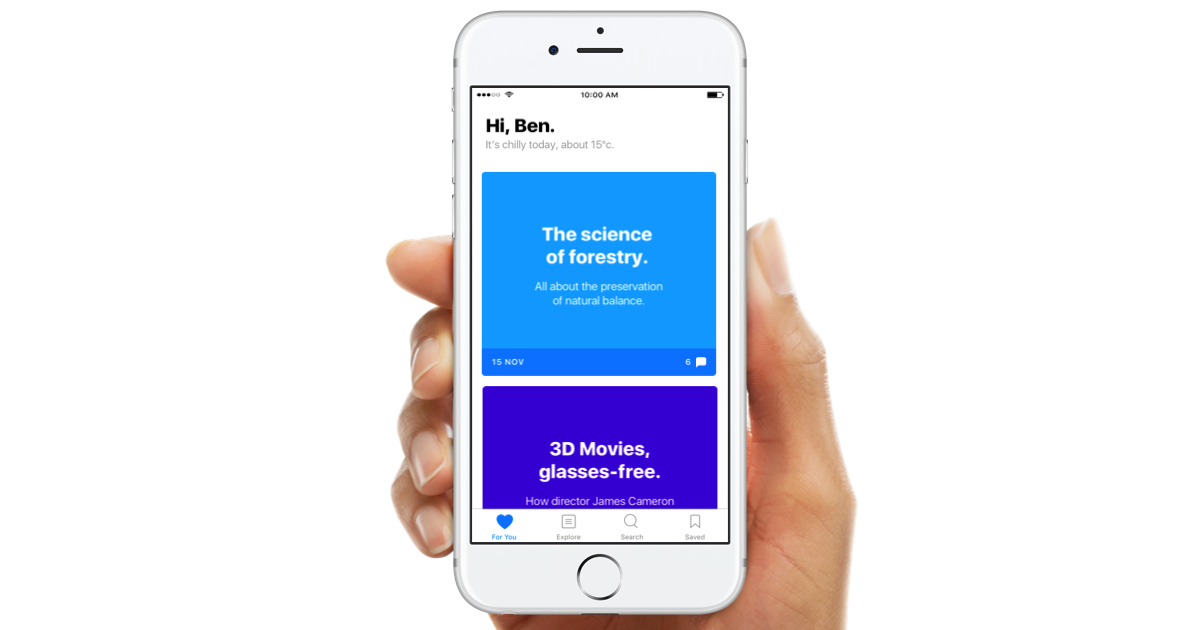 10:00 AM
Hi, Ben.
It's chilly today, about 15°c.
The science
of forestry.
All about the preservation
of natural balance.
15 NOV
6
3D Movies,
glasses-free.
How director James Cameron
For You
Explore
Search
Saved